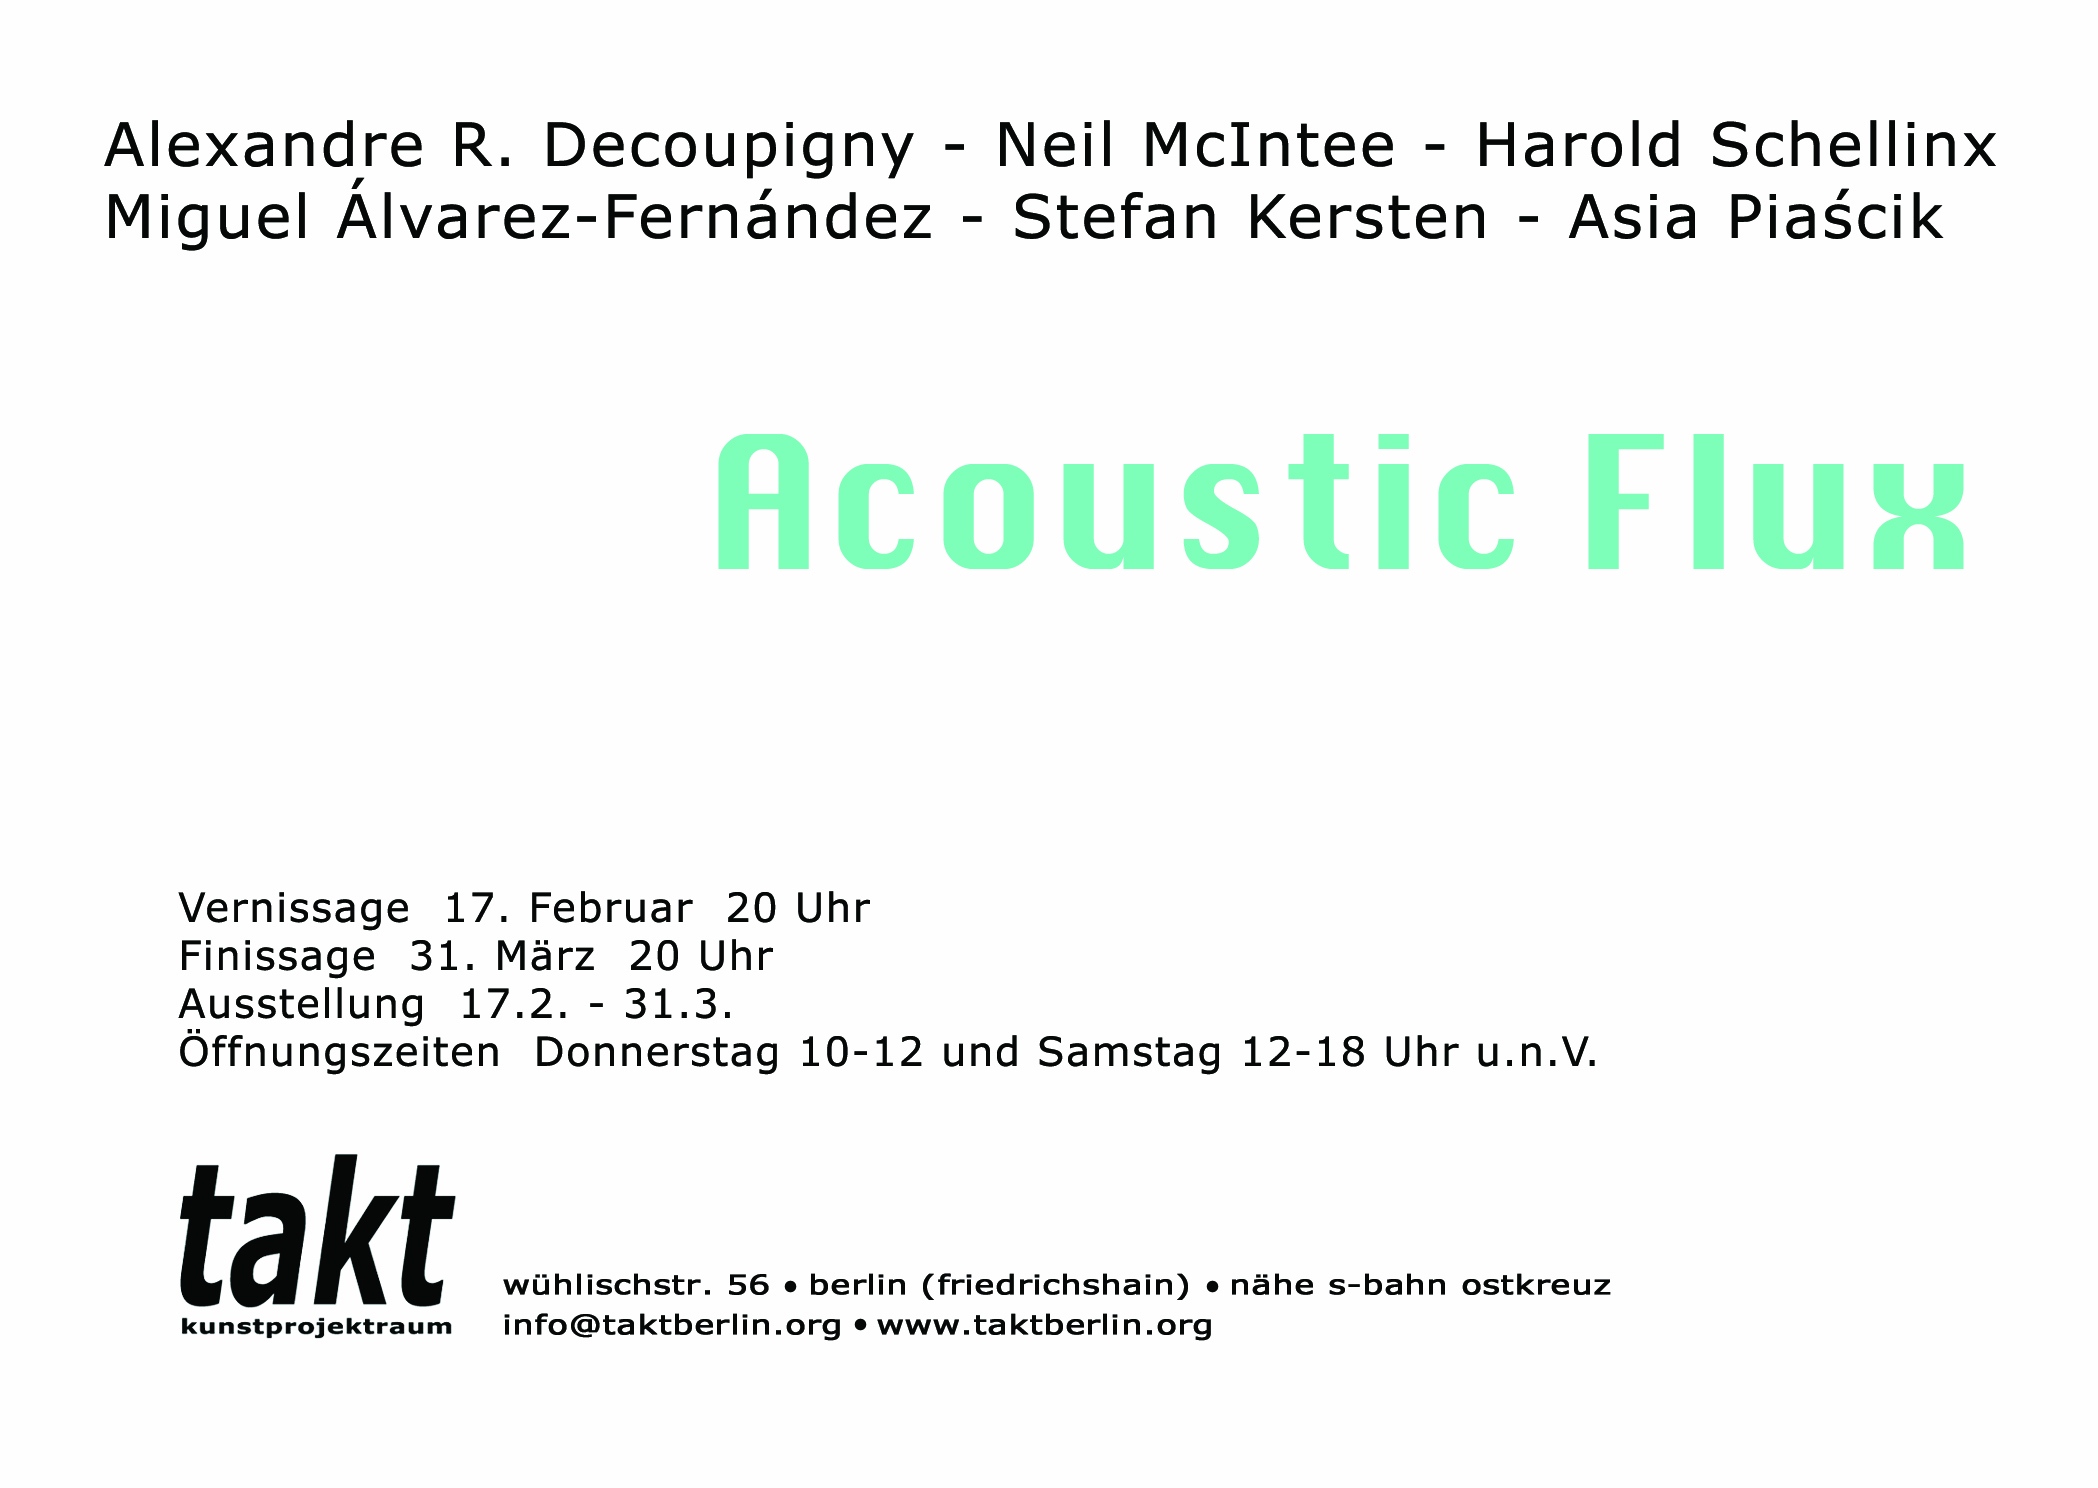 Alexandre R. Decoupigny - Neil McIntee - Harold Schellinx
Miguel Álvarez-Fernández - Stefan Kersten - Asia Piaścik
Acoustic Flux
Vernissage 17. Februar 20 Uhr
Finissage 31. März 20 Uhr
Ausstellung 17.2. - 31.3.
Öffnungszeiten Donnerstag 10-12 und Samstag 12-18 Uhr u.n.V.
takt
kunstprojektraum
wühlischstr. 56 • berlin (friedrichshain) • nähe s-bahn ostkreuz
info@taktberlin.org • www.taktberlin.org